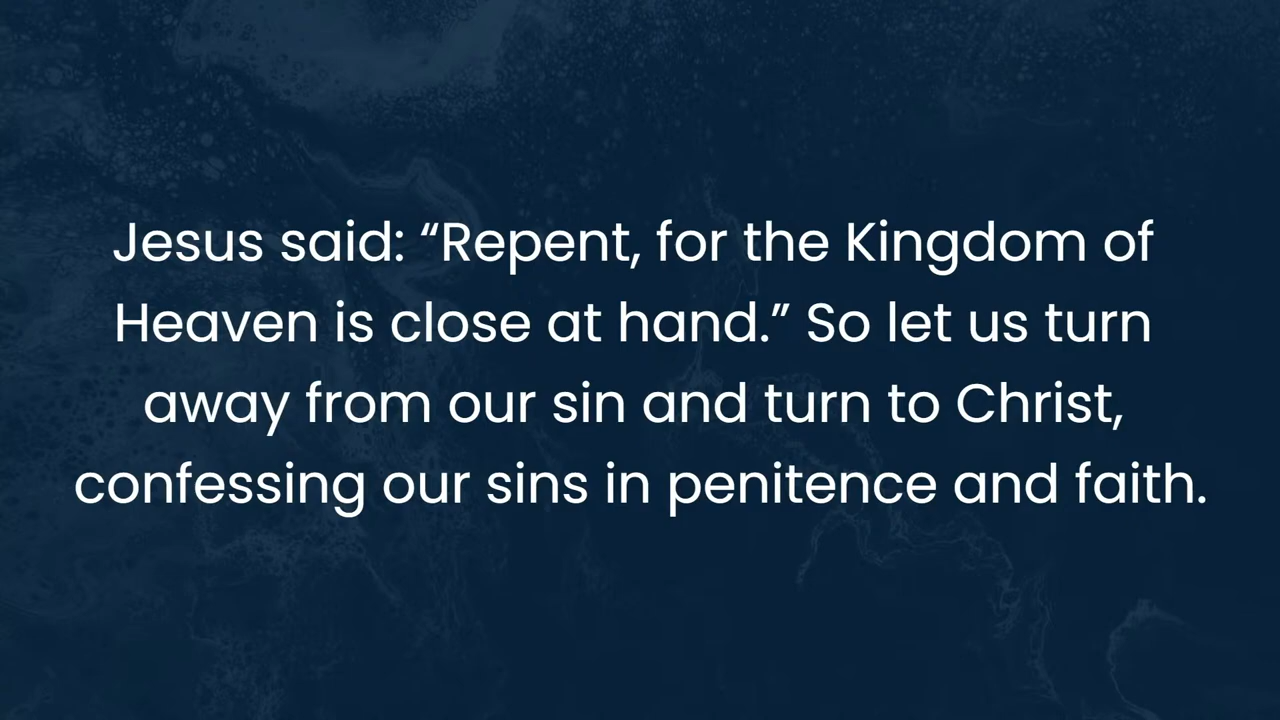 Jesus said: “Repent, for the Kingdom of
Heaven is close at hand.” So let us turn
away from our sin and turn to Christ,
confessing our sins in penitence and faith.